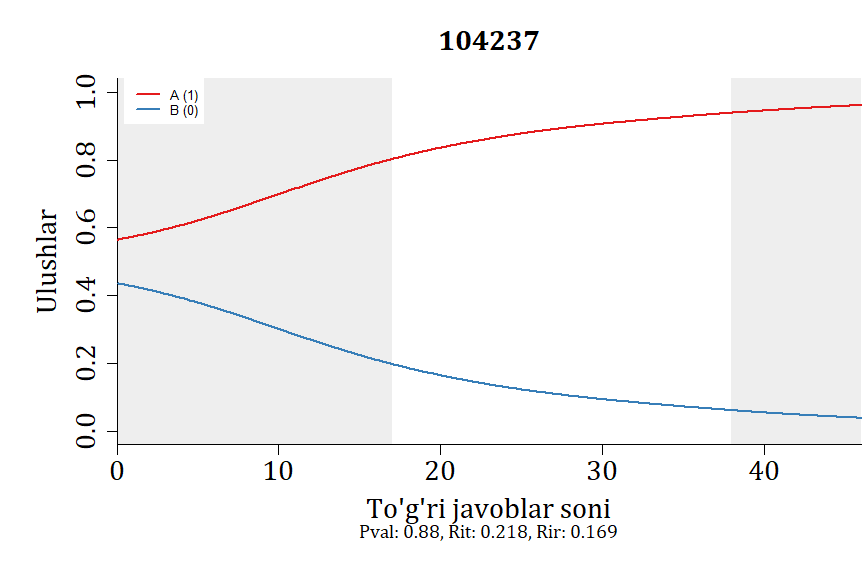 104237
A (1)
B (0)
1.0
0.8
0.6
0.4
0.2
0.0
Ulushlar
0 10 20 30 40
To'g'ri javoblar soni
Pval: 0.88, Rit: 0.218, Rir: 0.169